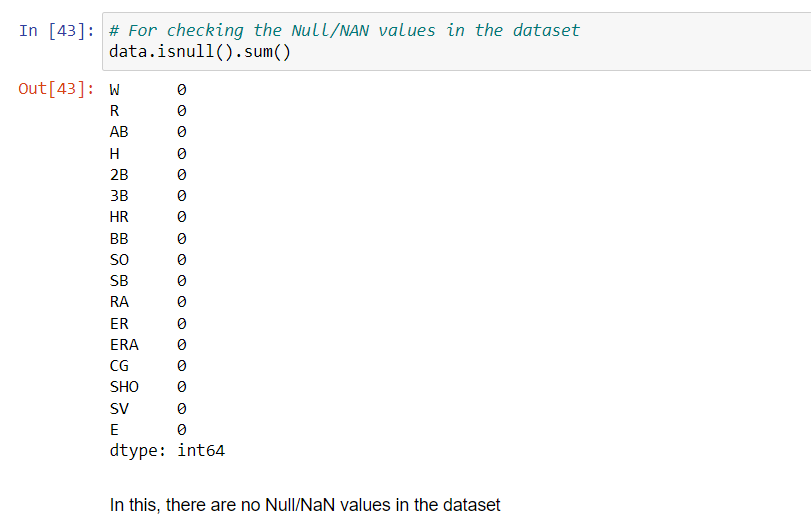 In [43]: # For checking the Null/NAN values in the dataset
data.isnull().sum()
Out[43]: W 0
R 0
AB 0
H 0
2B 0
3B 0
HR 0
BB 0
SO 0
SB 0
RA 0
ER 0
ERA 0
CG 0
SHO 0
SV 0
E 0
dtype: int64
In this, there are no Null/NaN values in the dataset